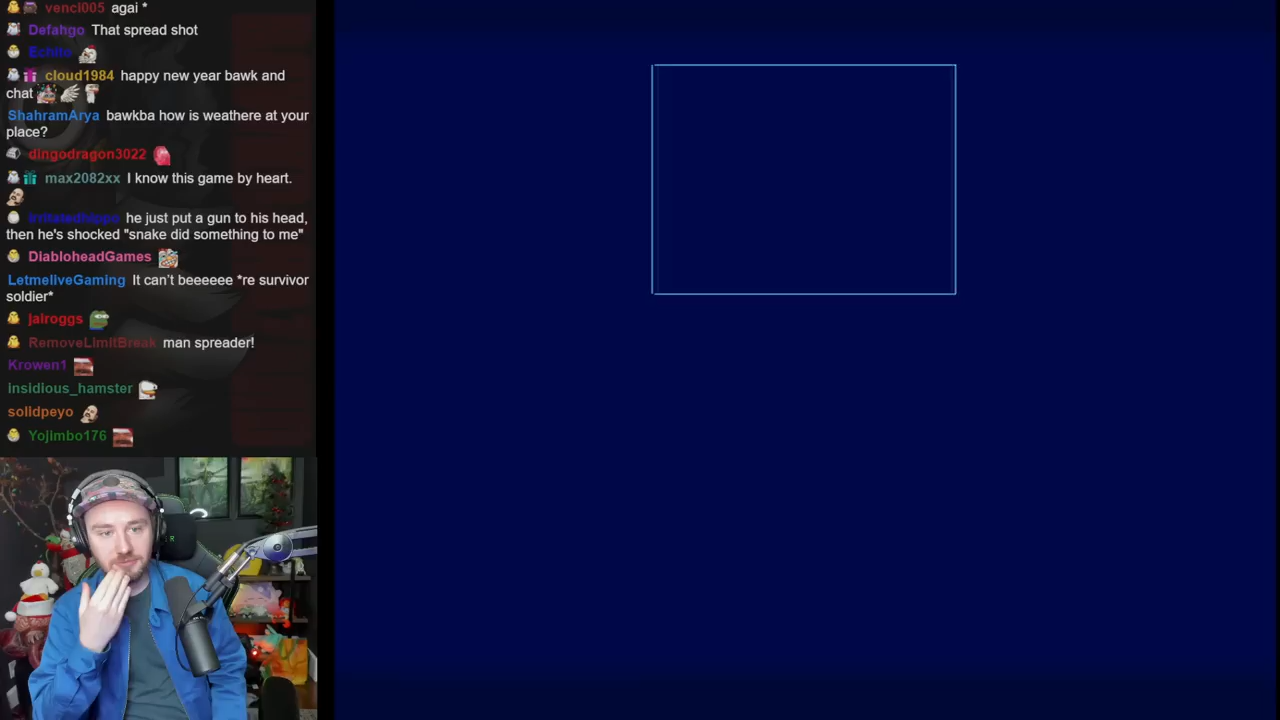 venci005 agai *
Defahgo That spread shot
Echilo
cloud1984 happy new year bawk and
chat
ShahramArya bawkba how is weathere at your
place?
dingodragon3022
max2082xx I know this game by heart.
he just put a gun to his head,
then he's shocked "snake did something to me"
DiabloheadGames
LetmeliveGaming It can't beeeeee *re survivor
soldier*
jairoggs
RemoveLimitBreak man spreader!
Krowen1
insidious_hamster
solidpeyo
Yojimbo176